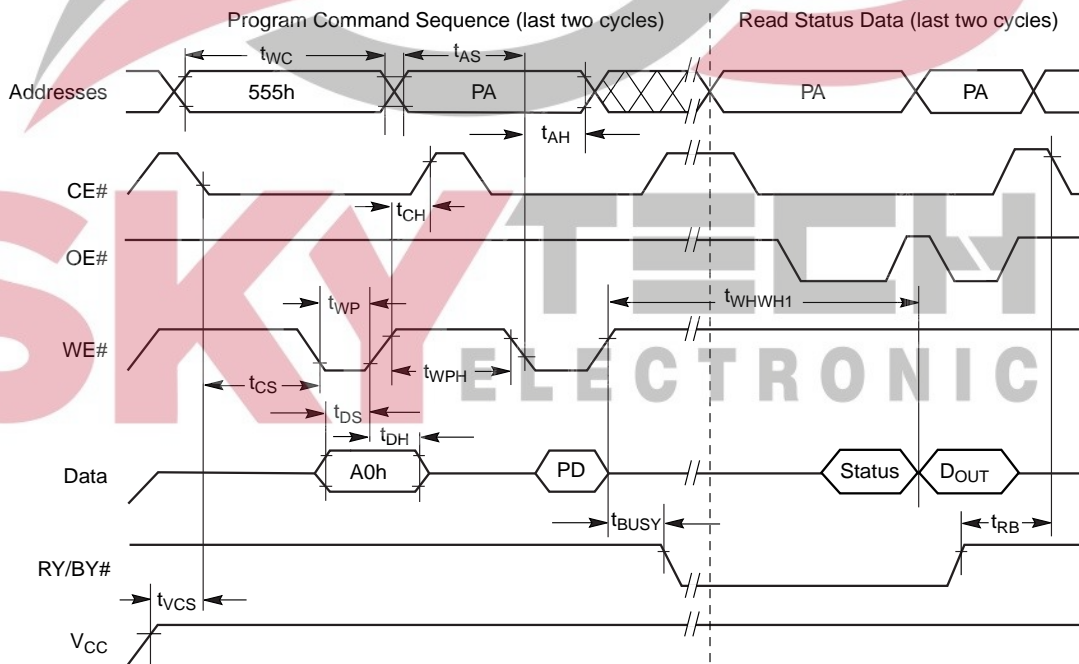 Program Command Sequence (last two cycles) Read Status Data (last two cycles)
tWC tAS
Addresses 555h PA PA PA
tAH
CE#
tCH
OE#
tWP tWHWH1
WE#
tWPH
tCS
tDS
tDH
Data A0h PD Status DOUT
tBUSY tRB
RY/BY#
tVCS
VCC
SKYTECH
ELECTRONIC